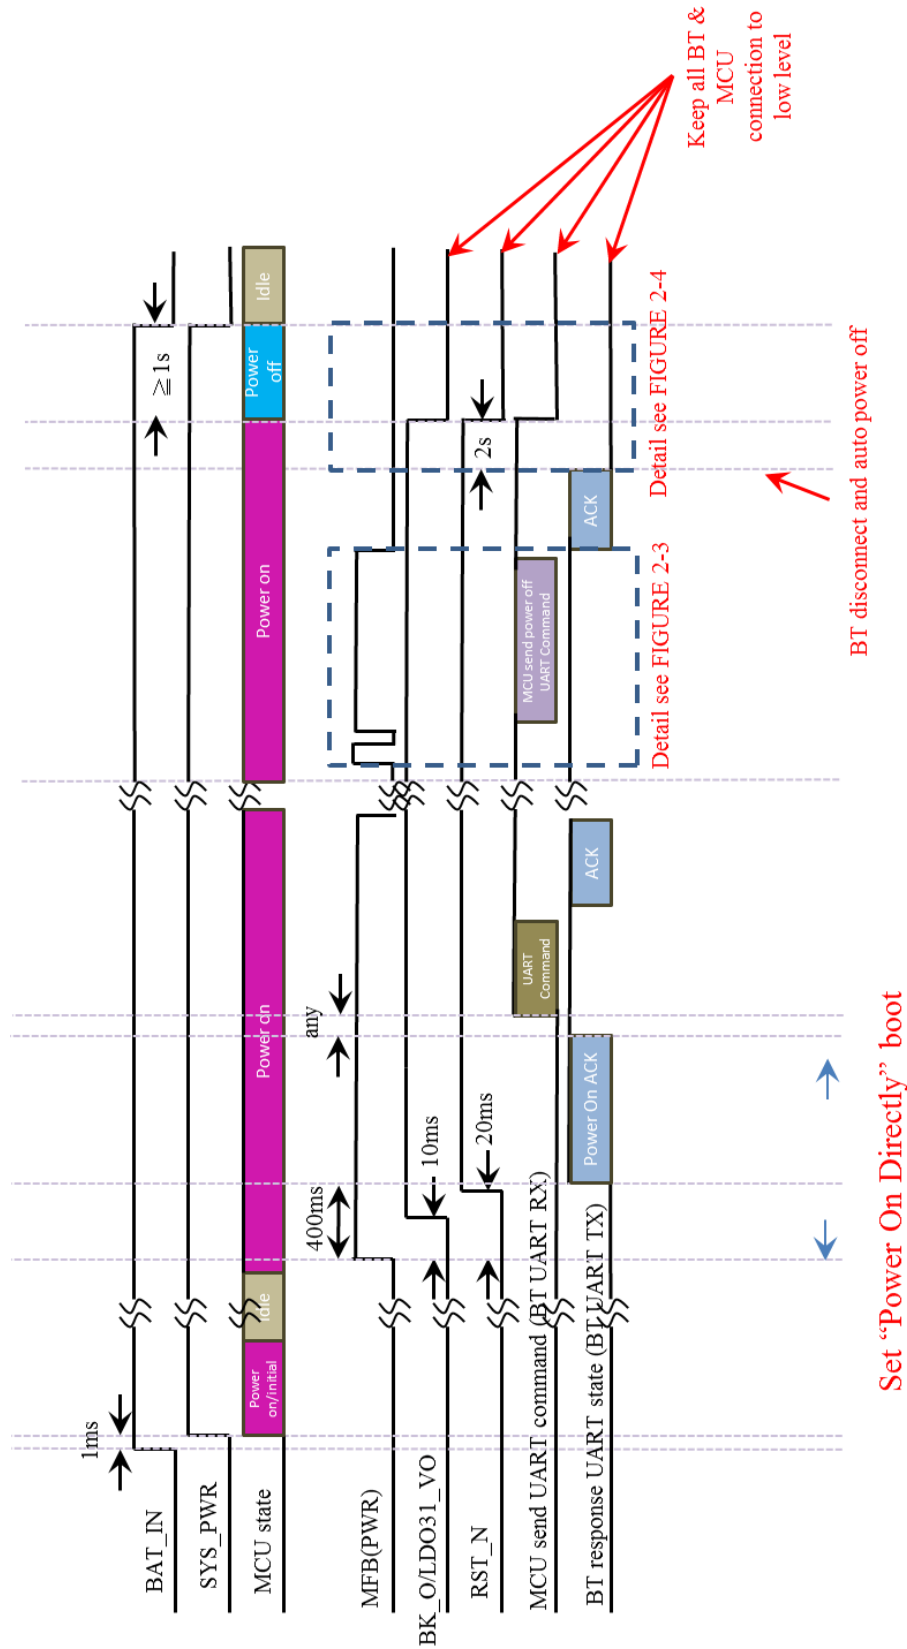 BAT_IN
SYS_PWR
MCU state
MFB(PWR)
BK_O/LDO31_VO
RST_N
MCU send UART command (BT UART RX)
BT response UART state (BT UART TX)
1ms
≧1s
Power
on/initial
Idle
Power on
Power on
Power
off
Idle
400ms
any
10ms
20ms
2s
UART
Command
MCU send power off
UART Command
Power On ACK
ACK
ACK
Detail see FIGURE 2-3
Detail see FIGURE 2-4
Keep all BT &
MCU
connection to
low level
BT disconnect and auto power off
Set “Power On Directly” boot